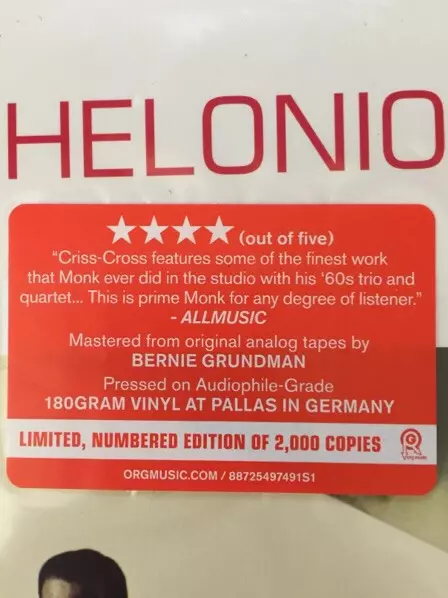 HELONIO
★★★★ (out of five)
“Criss-Cross features some of the finest work
that Monk ever did in the studio with his '60s trio and
quartet... This is prime Monk for any degree of listener.”
- ALLMUSIC
Mastered from original analog tapes by
BERNIE GRUNDMAN
Pressed on Audiophile-Grade
180GRAM VINYL AT PALLAS IN GERMANY
LIMITED, NUMBERED EDITION OF 2,000 COPIES
ORGMUSIC.COM / 88725497491S1